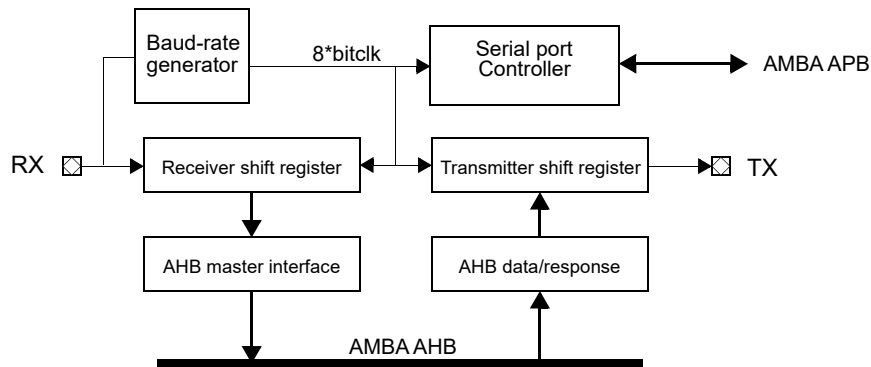 Baud-rate
generator
8*bitclk
Serial port
Controller
AMBA APB
RX
Receiver shift register
Transmitter shift register
TX
AHB master interface
AHB data/response
AMBA AHB